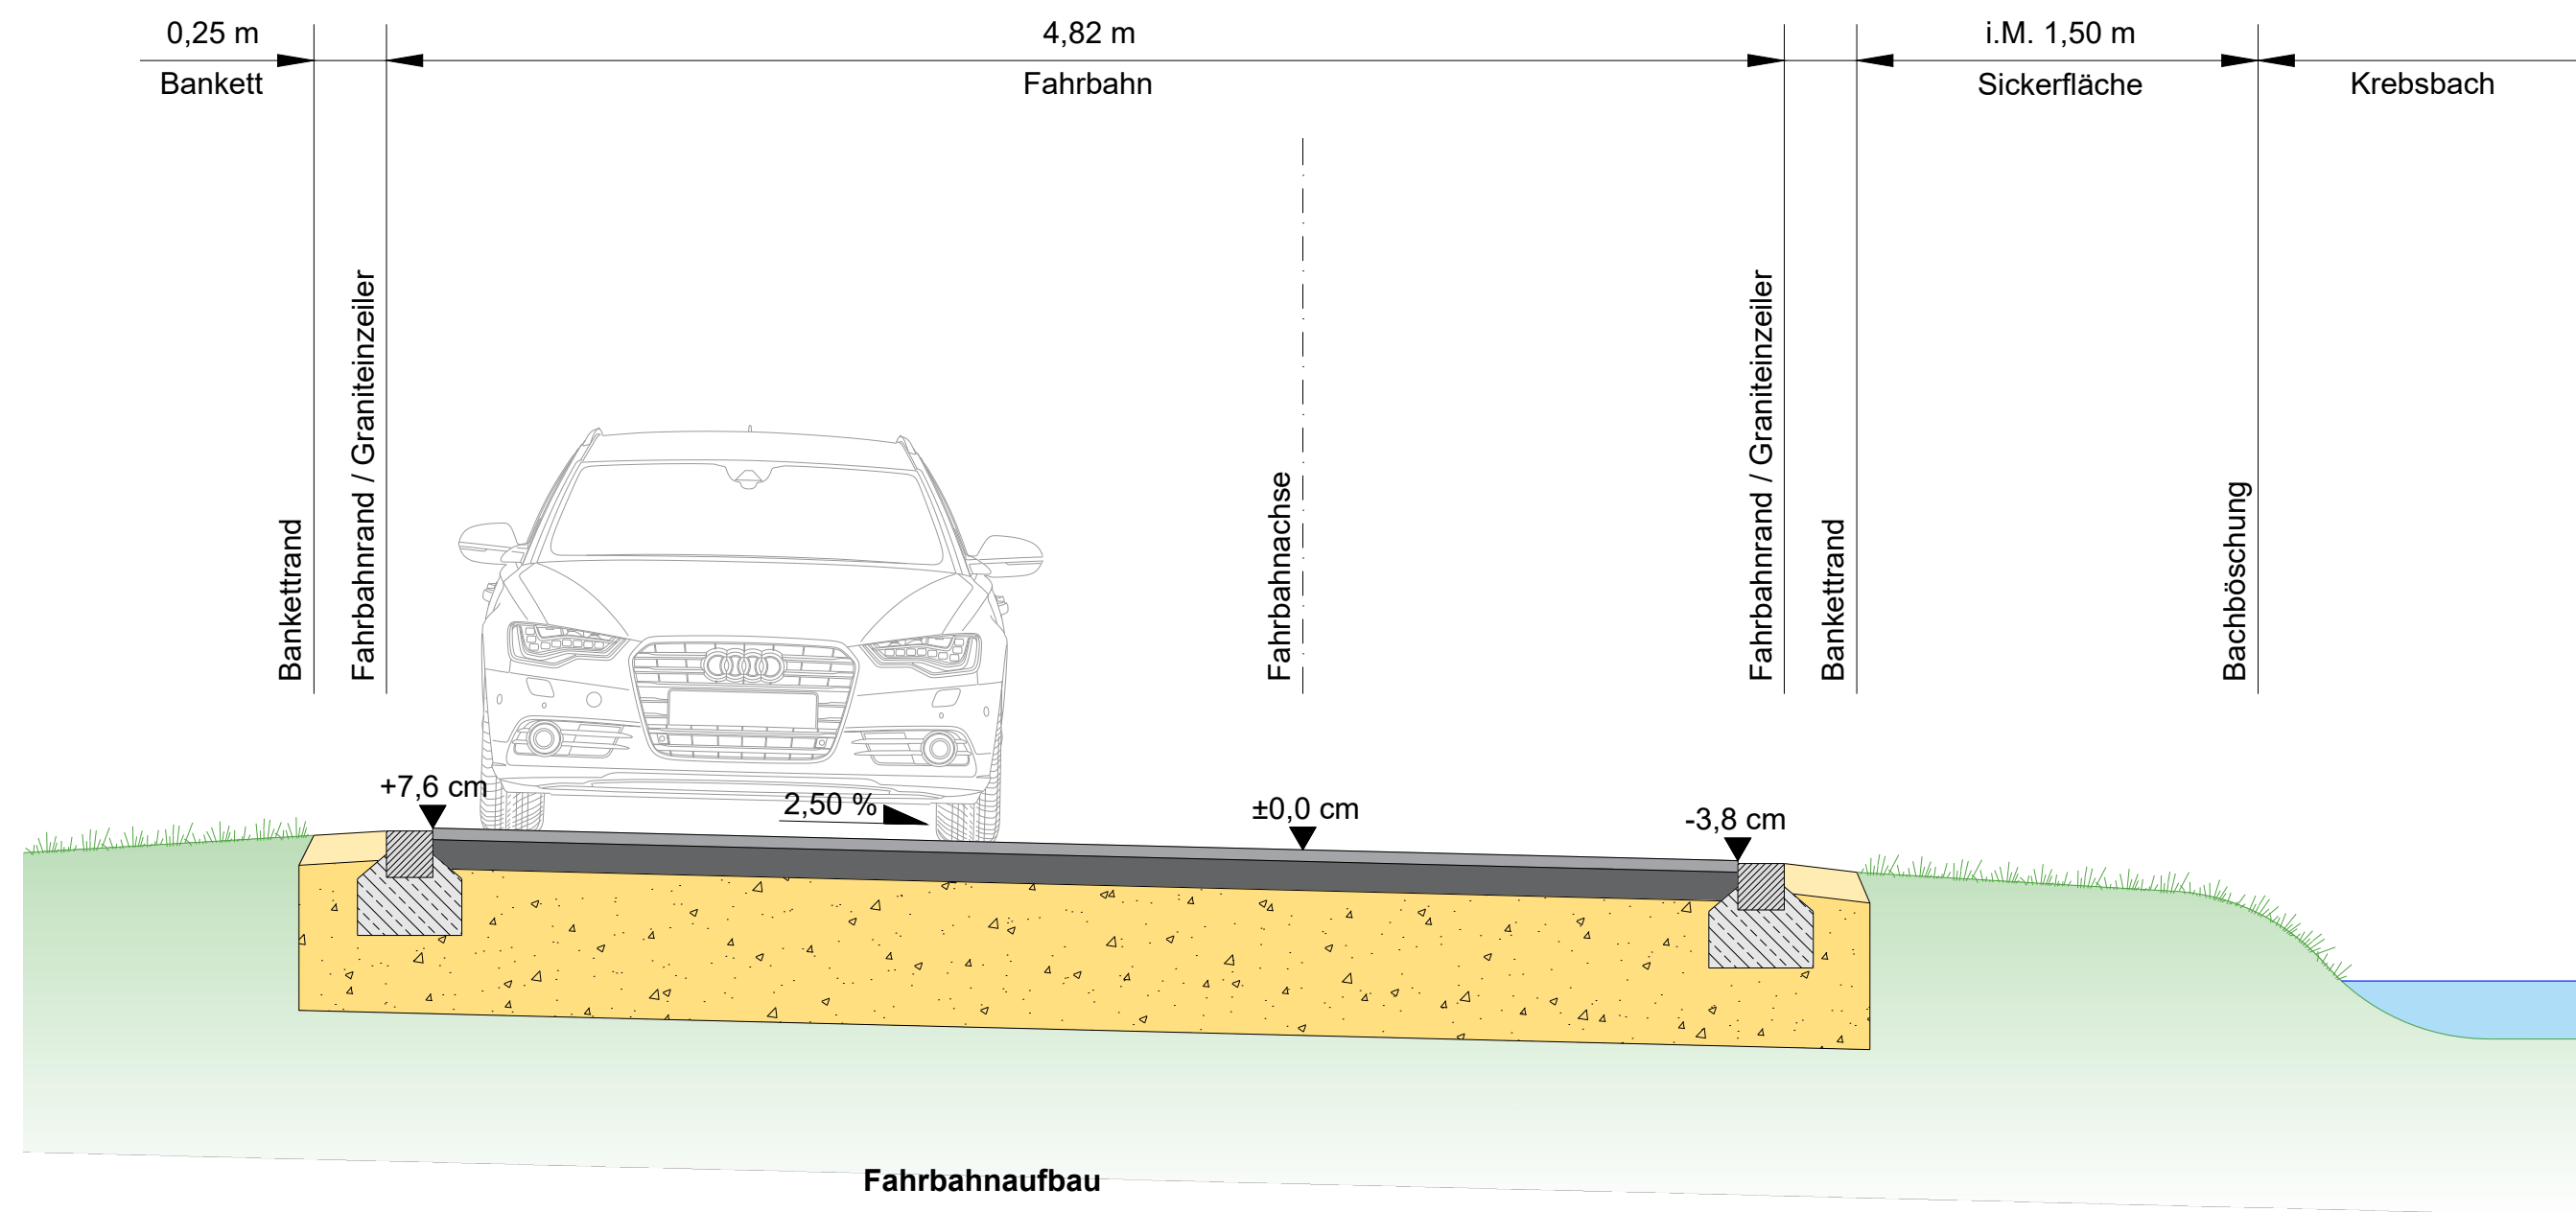 0,25 m
4,82 m
i.M. 1,50 m
Bankett
Fahrbahn
Sickerfläche
Krebsbach
Bankettrand
Fahrbahnrand / Graniteinzeiler
Fahrbahnachse
Fahrbahnrand / Graniteinzeiler
Bankettrand
Bachböschung
+7,6 cm
2,50 %
±0,0 cm
-3,8 cm
Fahrbahnaufbau